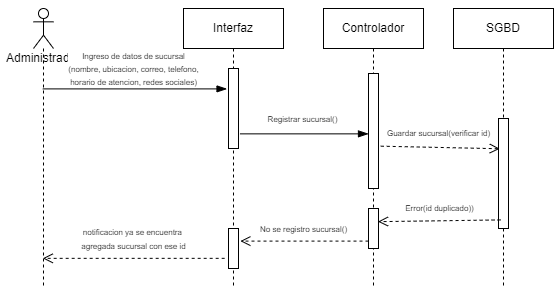 Interfaz
Controlador
SGBD
Administrad
Ingreso de datos de sucursal
(nombre, ubicacion, correo, telefono,
horario de atencion, redes sociales)
Registrar sucursal()
Guardar sucursal(verificar id)
Error(id duplicado))
No se registro sucursal()
notificacion ya se encuentra
agregada sucursal con ese id